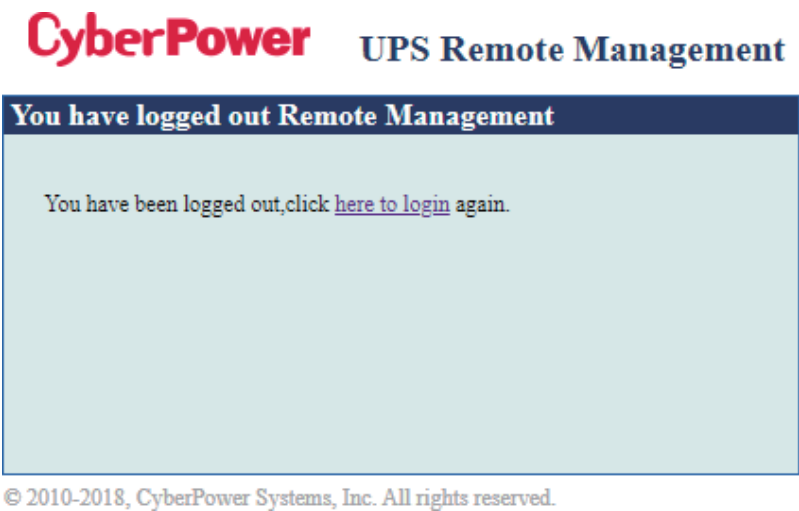 CyberPower UPS Remote Management
You have logged out Remote Management
You have been logged out,click here to login again.
© 2010-2018, CyberPower Systems, Inc. All rights reserved.